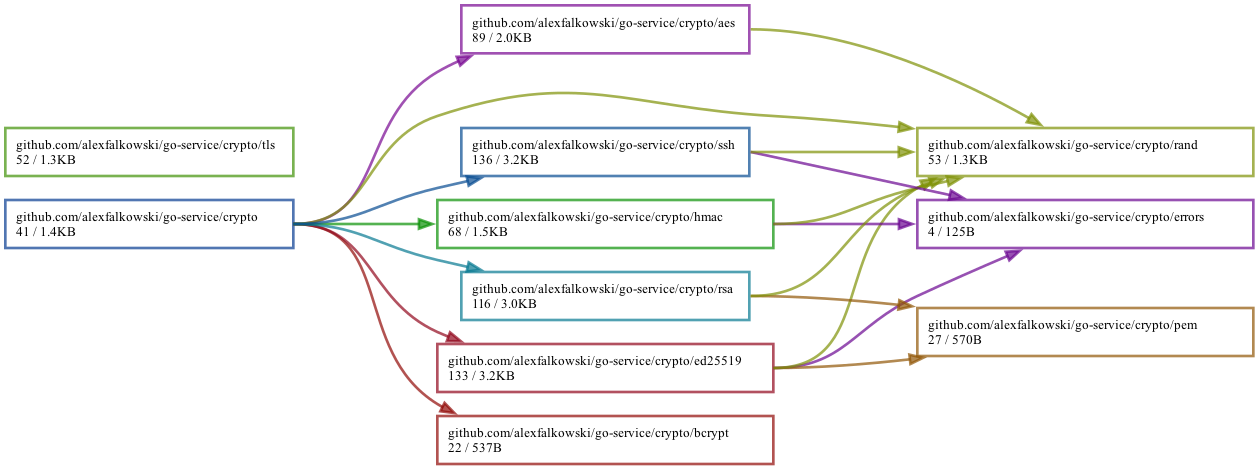 github.com/alexfalkowski/go-service/crypto/aes
89 / 2.0KB
github.com/alexfalkowski/go-service/crypto/tls
52 / 1.3KB
github.com/alexfalkowski/go-service/crypto/ssh
136 / 3.2KB
github.com/alexfalkowski/go-service/crypto/rand
53 / 1.3KB
github.com/alexfalkowski/go-service/crypto
41 / 1.4KB
github.com/alexfalkowski/go-service/crypto/hmac
68 / 1.5KB
github.com/alexfalkowski/go-service/crypto/errors
4 / 125B
github.com/alexfalkowski/go-service/crypto/rsa
116 / 3.0KB
github.com/alexfalkowski/go-service/crypto/pem
27 / 570B
github.com/alexfalkowski/go-service/crypto/ed25519
133 / 3.2KB
github.com/alexfalkowski/go-service/crypto/bcrypt
22 / 537B